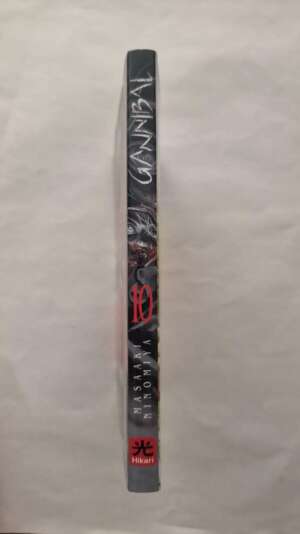 GANNIBAL
10
MASAAKI
NINOMIYA
光
Hikari